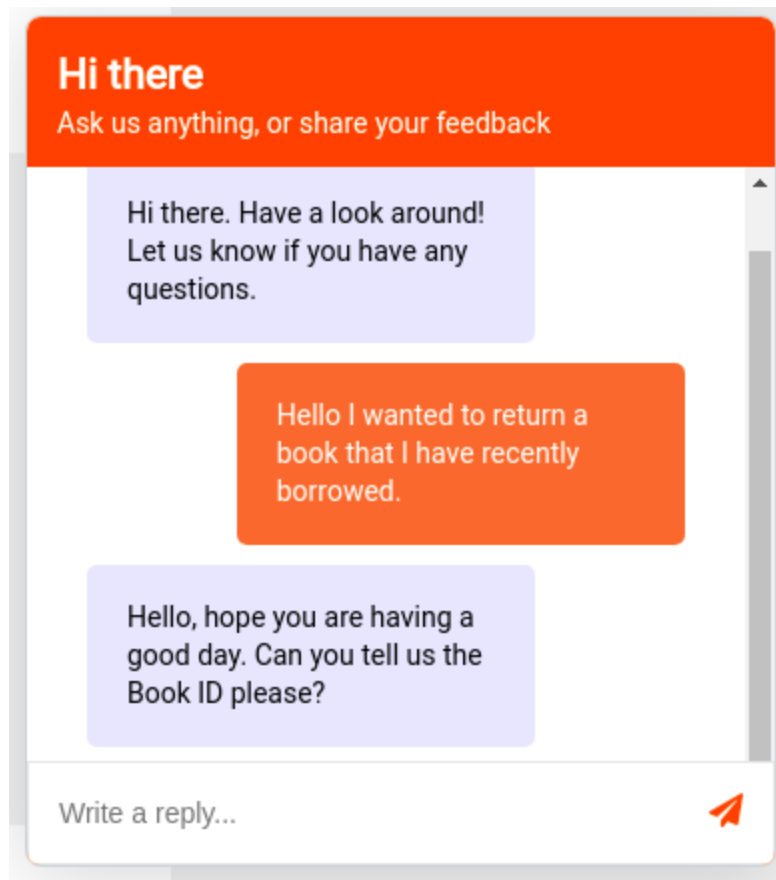 Hi there
Ask us anything, or share your feedback
Hi there. Have a look around!
Let us know if you have any
questions.
Hello I wanted to return a
book that I have recently
borrowed.
Hello, hope you are having a
good day. Can you tell us the
Book ID please?
Write a reply...